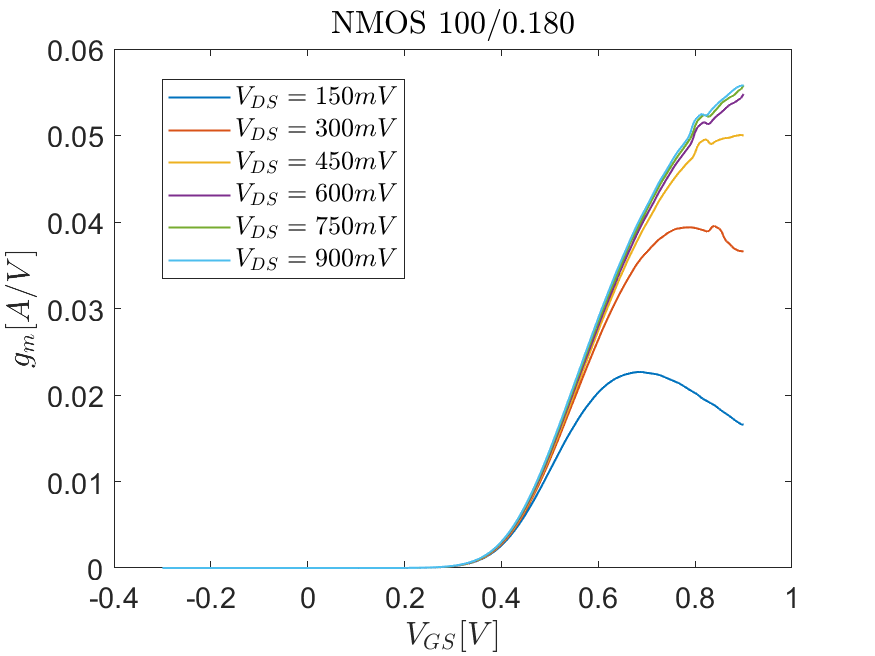 NMOS 100/0.180
0.06
0.05
0.04
0.03
0.02
0.01
0
g_m[A/V]
V_DS = 150mV
V_DS = 300mV
V_DS = 450mV
V_DS = 600mV
V_DS = 750mV
V_DS = 900mV
-0.4 -0.2 0 0.2 0.4 0.6 0.8 1
V_GS[V]